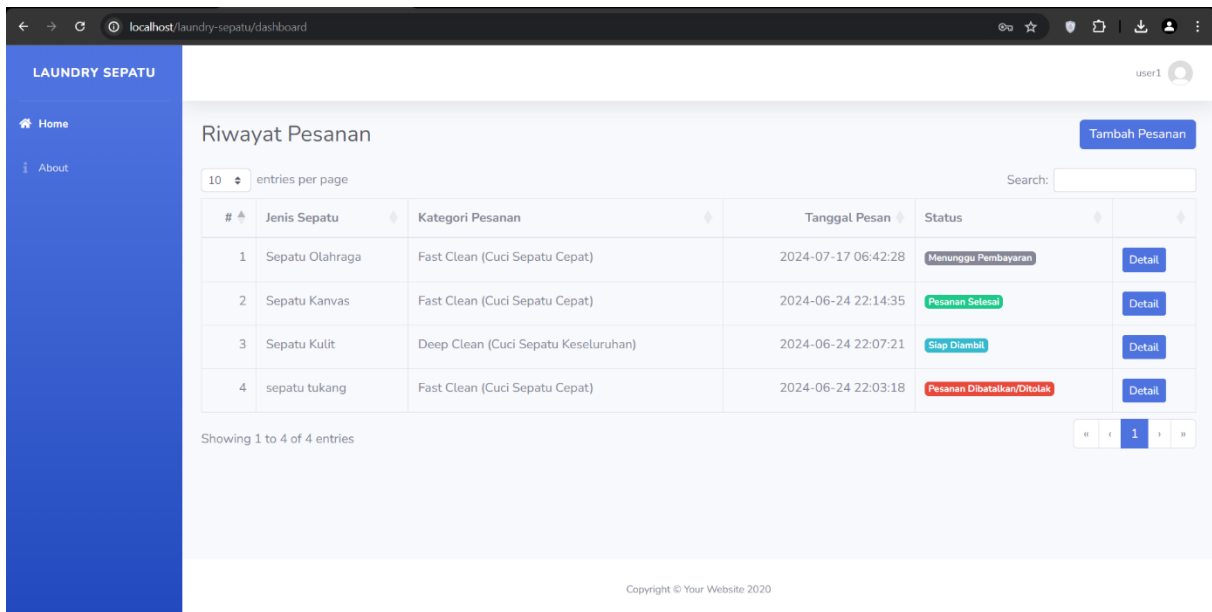 localhost/laundry-sepatu/dashboard
LAUNDRY SEPATU
user1
Home
About
Riwayat Pesanan
Tambah Pesanan
10 entries per page
Search:
# Jenis Sepatu Kategori Pesanan Tanggal Pesan Status
1 Sepatu Olahraga Fast Clean (Cuci Sepatu Cepat) 2024-07-17 06:42:28 Menunggu Pembayaran Detail
2 Sepatu Kanvas Fast Clean (Cuci Sepatu Cepat) 2024-06-24 22:14:35 Pesanan Selesai Detail
3 Sepatu Kulit Deep Clean (Cuci Sepatu Keseluruhan) 2024-06-24 22:07:21 Siap Diambil Detail
4 sepatu tukang Fast Clean (Cuci Sepatu Cepat) 2024-06-24 22:03:18 Pesanan Dibatalkan/Ditolak Detail
Showing 1 to 4 of 4 entries
« ‹ 1 › »
Copyright © Your Website 2020